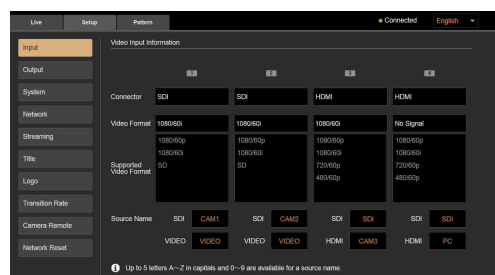 Live Setup Pattern Connected English
Input
Output
System
Network
Streaming
Title
Logo
Transition Rate
Camera Remote
Network Reset
Video Input Information
1 2 3 4
Connector SDI SDI HDMI HDMI
Video Format 1080/60i 1080/60i 1080/60i No Signal
1080/60p 1080/60p 1080/60p 1080/60p
1080/60i 1080/60i 1080/60i 1080/60i
Supported SD SD 720/60p 720/60p
Video Format 480/60p 480/60p
Source Name SDI CAM1 SDI CAM2 SDI SDI SDI SDI
VIDEO VIDEO VIDEO VIDEO HDMI CAM3 HDMI PC
Up to 5 letters A~Z in capitals and 0~9 are available for a source name.